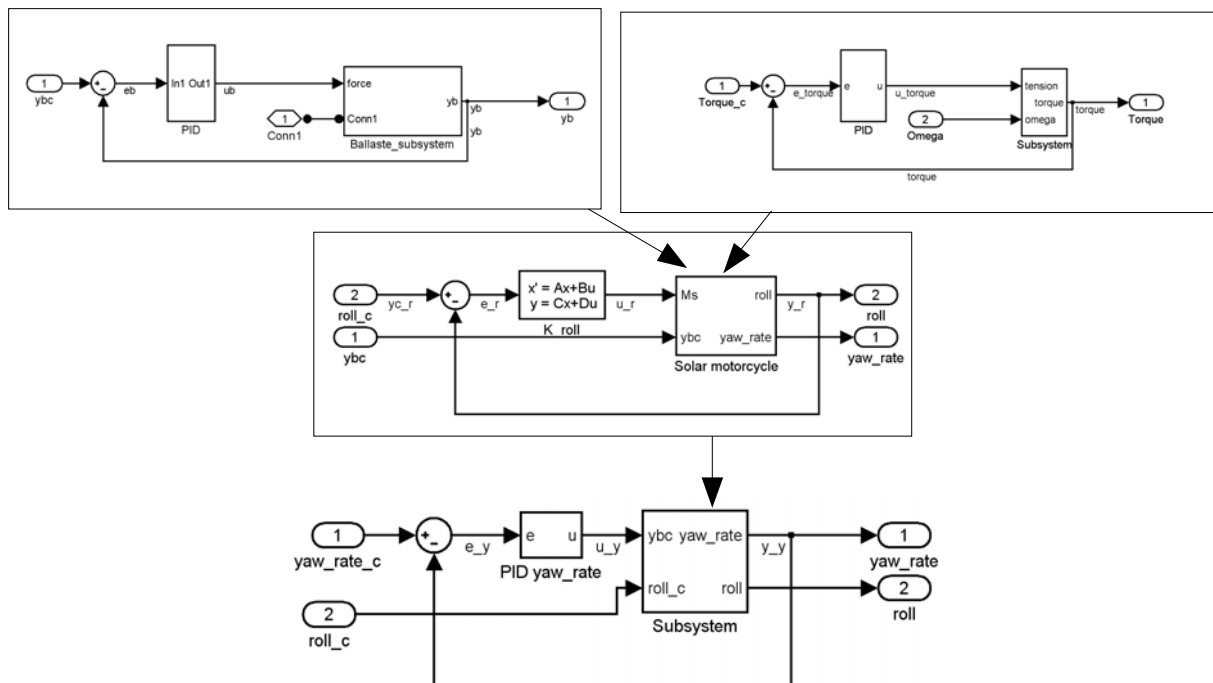 1
ybc
+
-
eb
In1 Out1
PID
ub
force
Conn1
yb
Ballaste_subsystem
1
Conn1
yb
yb
1
yb
1
Torque_c
+
-
e_torque
e u
PID
u_torque
2
Omega
tension
torque
omega
Subsystem
torque
1
Torque
torque
2
roll_c
yc_r
+
-
e_r
x' = Ax+Bu
y = Cx+Du
K_roll
u_r
1
ybc
Ms roll
ybc yaw_rate
Solar motorcycle
y_r
2
roll
1
yaw_rate
1
yaw_rate_c
+
-
e_y
e u
PID yaw_rate
u_y
2
roll_c
ybc yaw_rate
roll_c roll
Subsystem
y_y
1
yaw_rate
2
roll